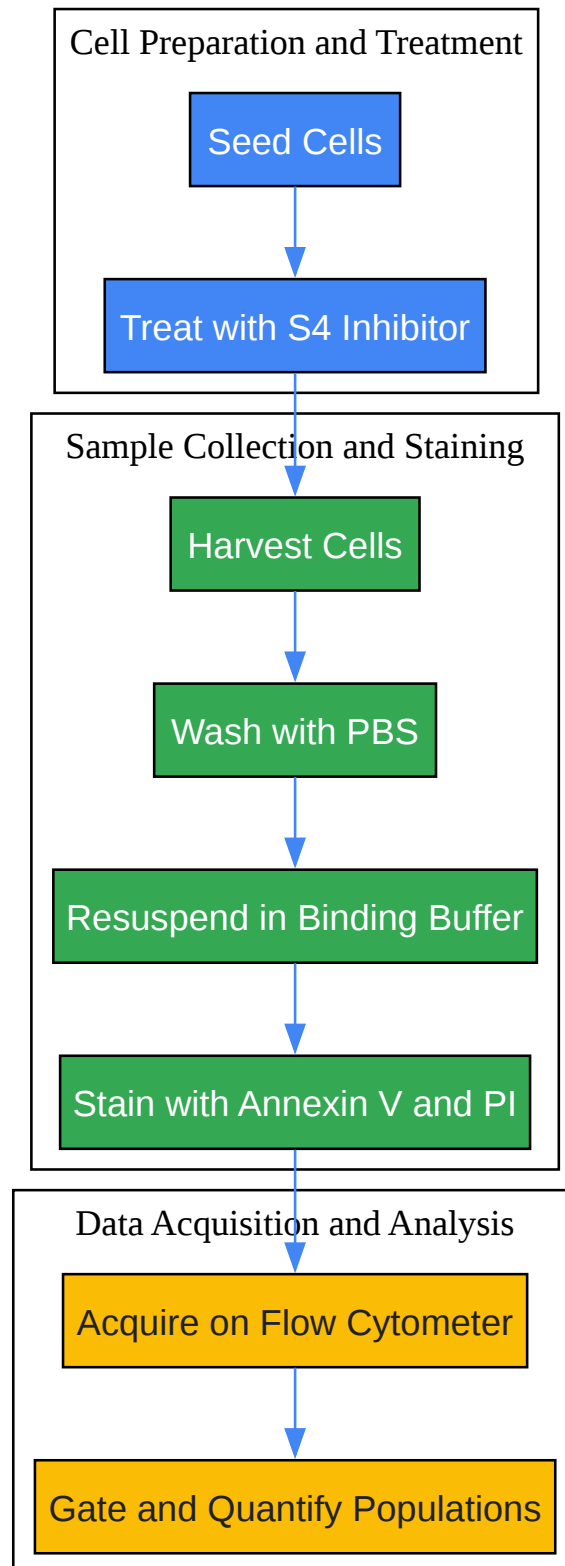 Cell Preparation and Treatment
Seed Cells
Treat with S4 Inhibitor
Sample Collection and Staining
Harvest Cells
Wash with PBS
Resuspend in Binding Buffer
Stain with Annexin V and PI
Data Acquisition and Analysis
Acquire on Flow Cytometer
Gate and Quantify Populations